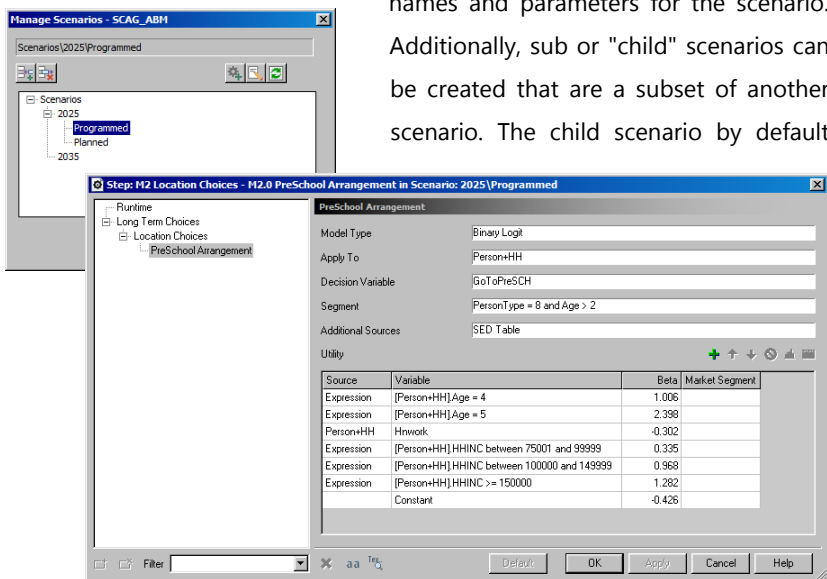 names and parameters for the scenario.
Additionally, sub or "child" scenarios can
be created that are a subset of another
scenario. The child scenario by default
Manage Scenarios - SCAG_ABM
Scenarios\2025\Programmed
Scenarios
2025
Programmed
Planned
2035
Step: M2 Location Choices - M2.0 PreSchool Arrangement in Scenario: 2025\Programmed
Runtime
Long Term Choices
Location Choices
PreSchool Arrangement
PreSchool Arrangement
Model Type Binary Logit
Apply To Person+HH
Decision Variable GoToPreSCH
Segment PersonType = 8 and Age > 2
Additional Sources SED Table
Utility
Source Variable Beta Market Segment
Expression [Person+HH].Age = 4 1.006
Expression [Person+HH].Age = 5 2.398
Person+HH Hnwork -0.302
Expression [Person+HH].HHINC between 75001 and 99999 0.335
Expression [Person+HH].HHINC between 100000 and 149999 0.968
Expression [Person+HH].HHINC >= 150000 1.282
Constant -0.426
Filter aa Default OK Apply Cancel Help